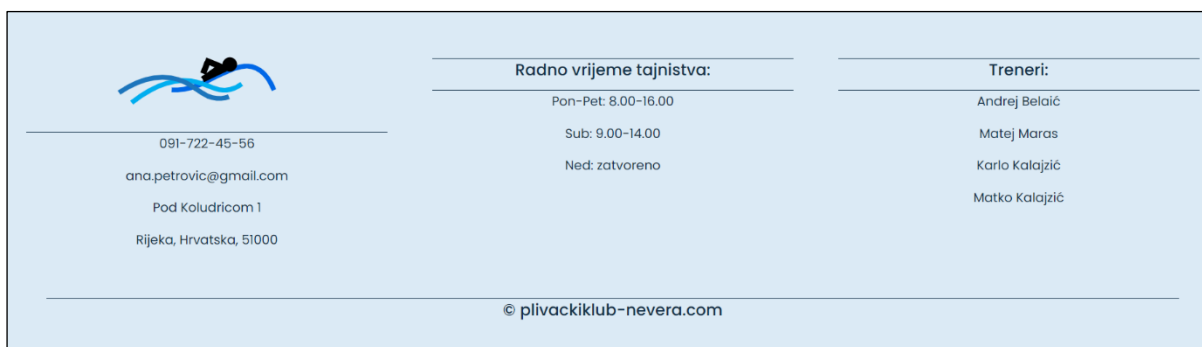 091-722-45-56
ana.petrovic@gmail.com
Pod Koludricom 1
Rijeka, Hrvatska, 51000
Radno vrijeme tajnistva:
Pon-Pet: 8.00-16.00
Sub: 9.00-14.00
Ned: zatvoreno
Treneri:
Andrej Belaić
Matej Maras
Karlo Kalajzić
Matko Kalajzić
© plivackiklub-nevera.com